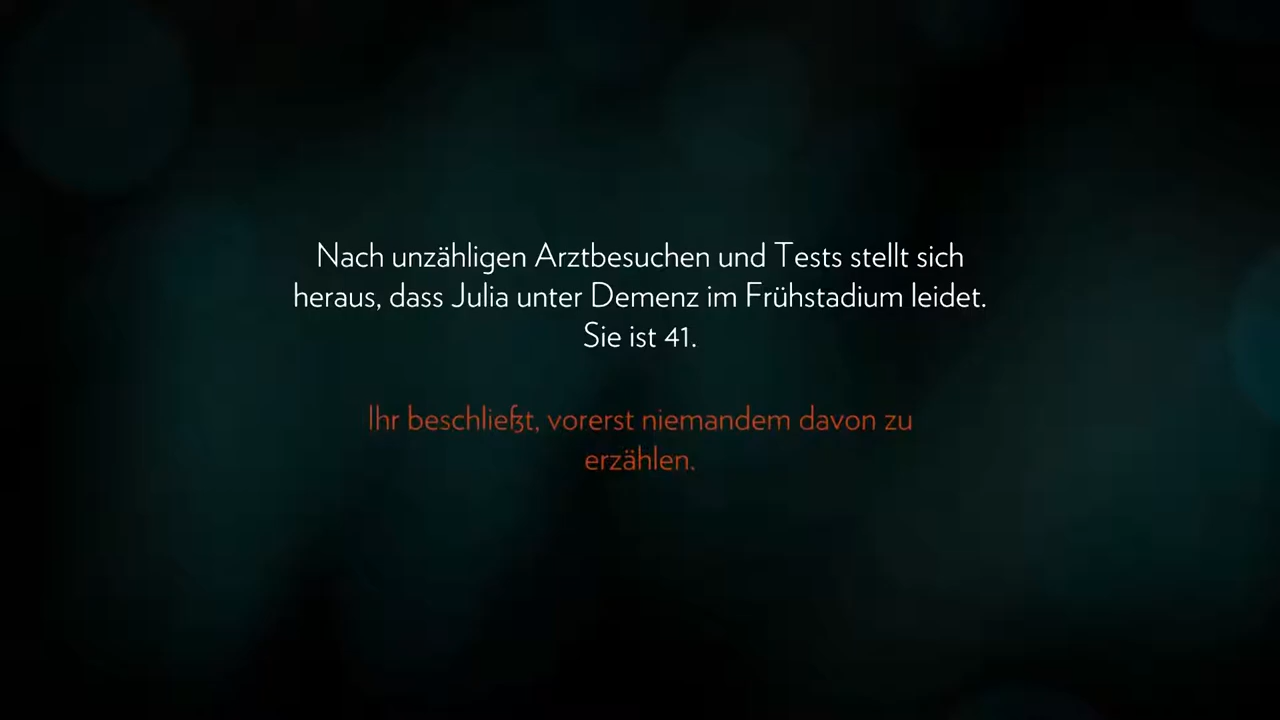 Nach unzähligen Arztbesuchen und Tests stellt sich
heraus, dass Julia unter Demenz im Frühstadium leidet.
Sie ist 41.
Ihr beschließt, vorerst niemandem davon zu
erzählen.